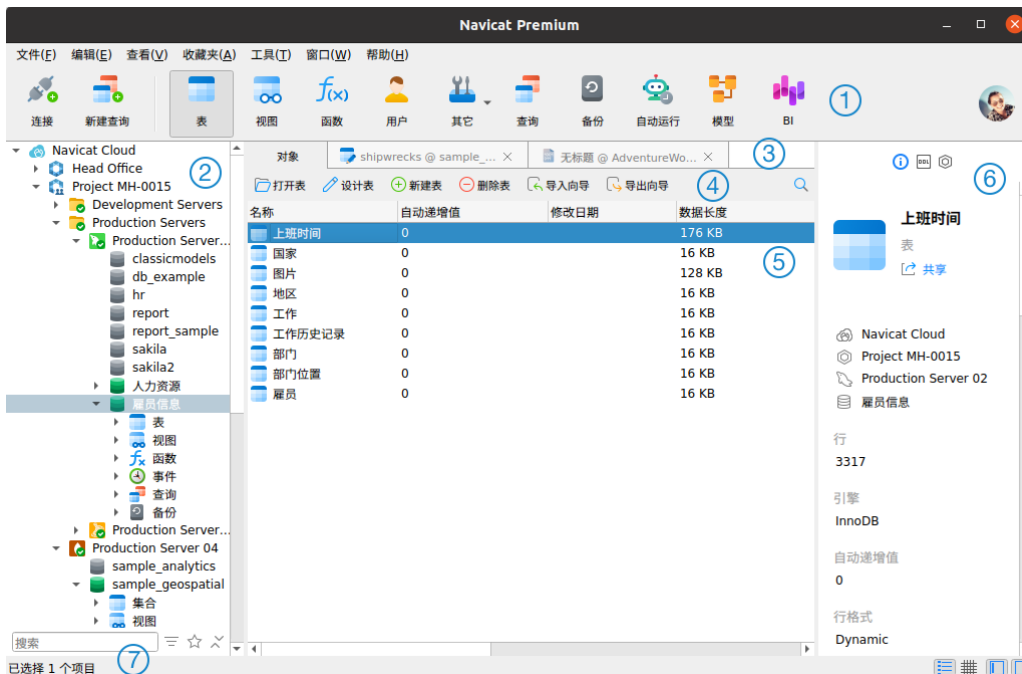 Navicat Premium
文件(F) 编辑(E) 查看(V) 收藏夹(A) 工具(T) 窗口(W) 帮助(H)
连接 新建查询 表 视图 函数 用户 其它 查询 备份 自动运行 模型 BI ①
Navicat Cloud
Head Office
Project MH-0015
②
Development Servers
Production Servers
Production Server...
classicmodels
db_example
hr
report
report_sample
sakila
sakila2
人力资源
雇员信息
表
视图
函数
事件
查询
备份
Production Server...
Production Server 04
sample_analytics
sample_geospatial
集合
视图
搜索
⑦
已选择 1 个项目
对象 shipwrecks @ sample_... 无标题 @ AdventureWo... ③
打开表 设计表 新建表 删除表 导入向导 导出向导 ④
名称 自动递增值 修改日期 数据长度
上班时间 0 176 KB
国家 0 16 KB
⑤
图片 0 128 KB
地区 0 16 KB
工作 0 16 KB
工作历史记录 0 16 KB
部门 0 16 KB
部门位置 0 16 KB
雇员 0 16 KB
DDL
⑥
上班时间
表
共享
Navicat Cloud
Project MH-0015
Production Server 02
雇员信息
行
3317
引擎
InnoDB
自动递增值
0
行格式
Dynamic